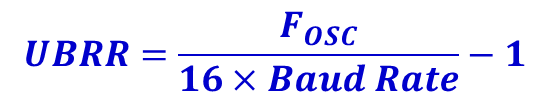 UBRR = F_OSC / (16 × Baud Rate) − 1